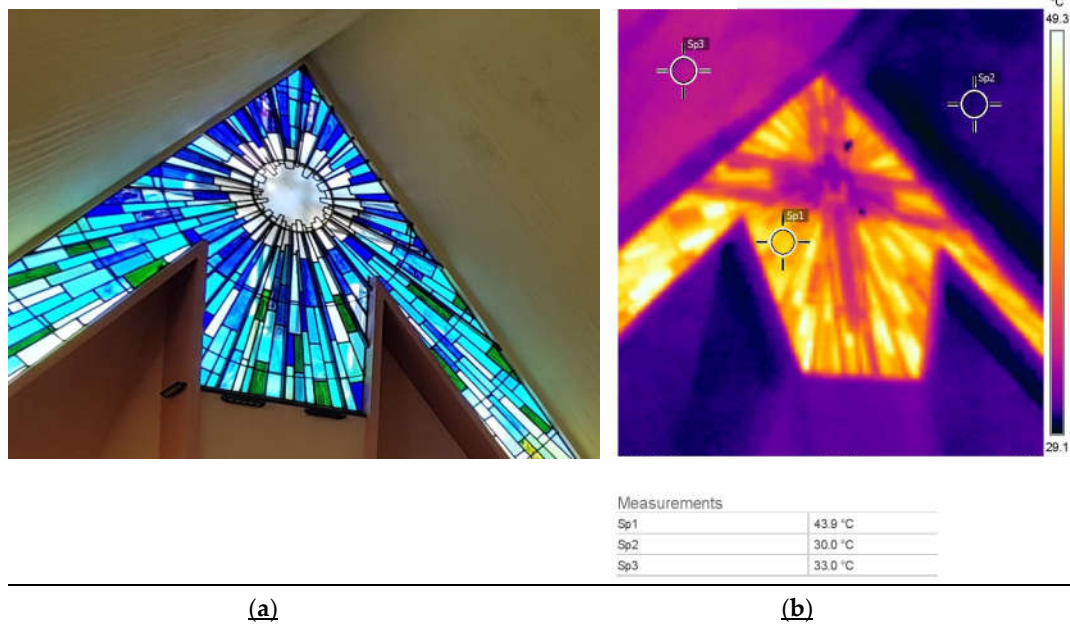 °C
49.3
Sp3
Sp2
Sp1
29.1
Measurements
Sp1 43.9 °C
Sp2 30.0 °C
Sp3 33.0 °C
(a) (b)